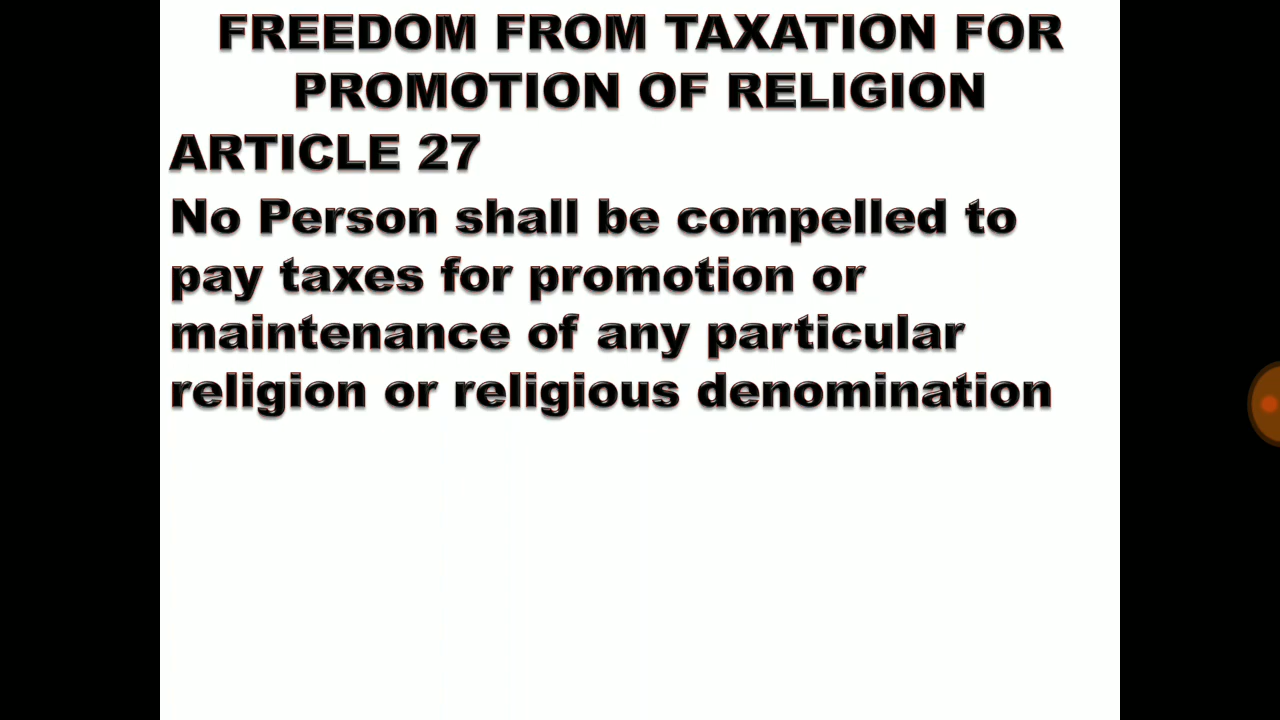 FREEDOM FROM TAXATION FOR
PROMOTION OF RELIGION
ARTICLE 27
No Person shall be compelled to
pay taxes for promotion or
maintenance of any particular
religion or religious denomination